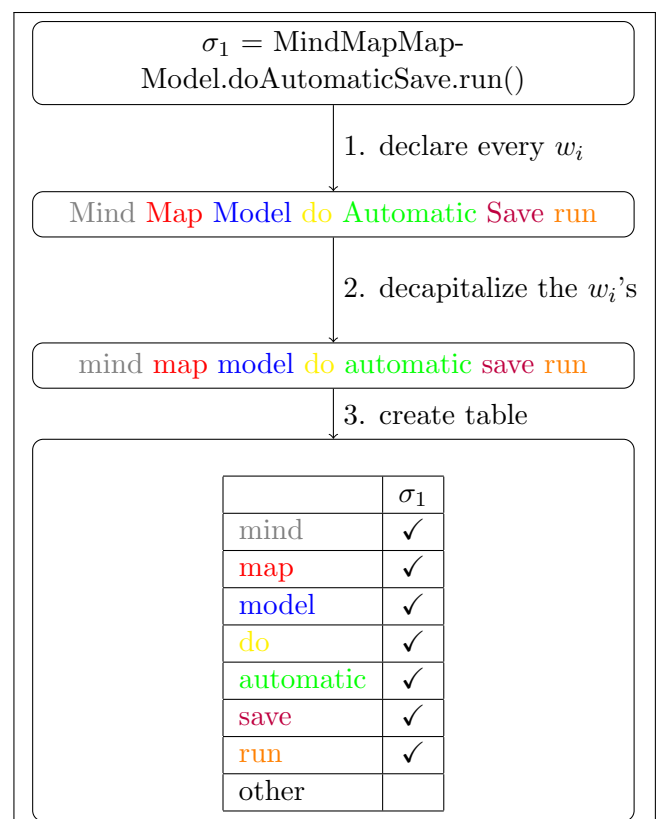 σ₁ = MindMapMap-
Model.doAutomaticSave.run()
1. declare every wᵢ
Mind Map Model do Automatic Save run
2. decapitalize the wᵢ's
mind map model do automatic save run
3. create table
σ₁
mind ✓
map ✓
model ✓
do ✓
automatic ✓
save ✓
run ✓
other